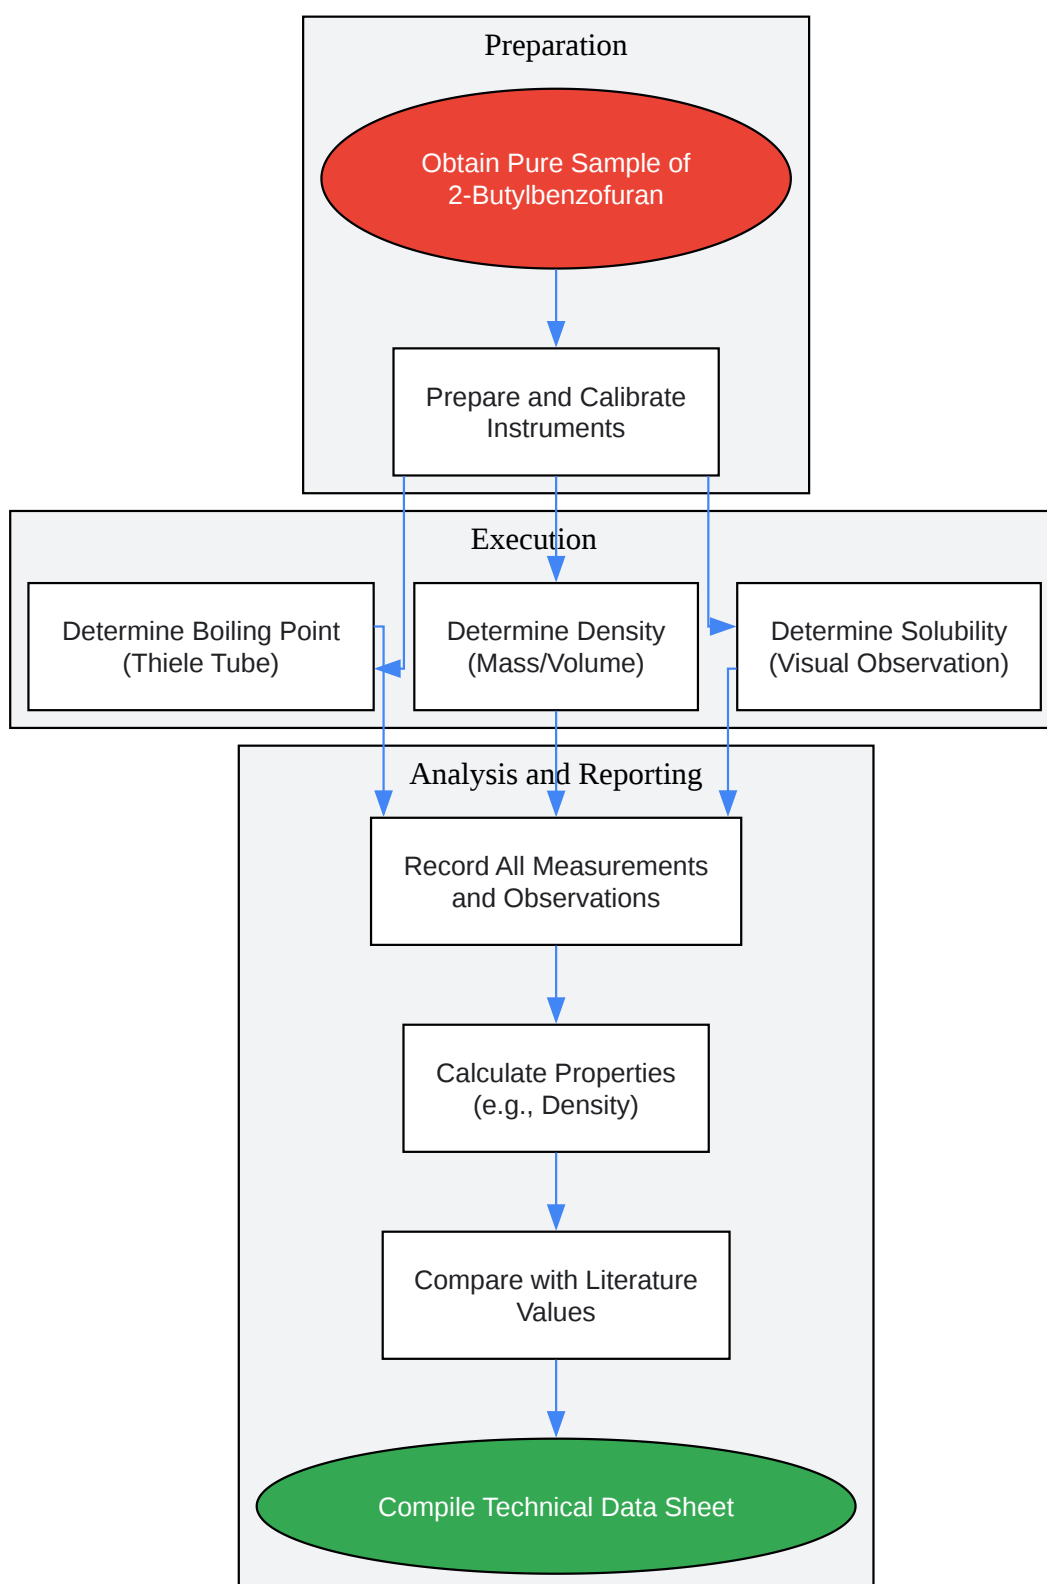 Preparation
Obtain Pure Sample of
2-Butylbenzofuran
Prepare and Calibrate
Instruments
Execution
Determine Boiling Point
(Thiele Tube)
Determine Density
(Mass/Volume)
Determine Solubility
(Visual Observation)
Analysis and Reporting
Record All Measurements
and Observations
Calculate Properties
(e.g., Density)
Compare with Literature
Values
Compile Technical Data Sheet